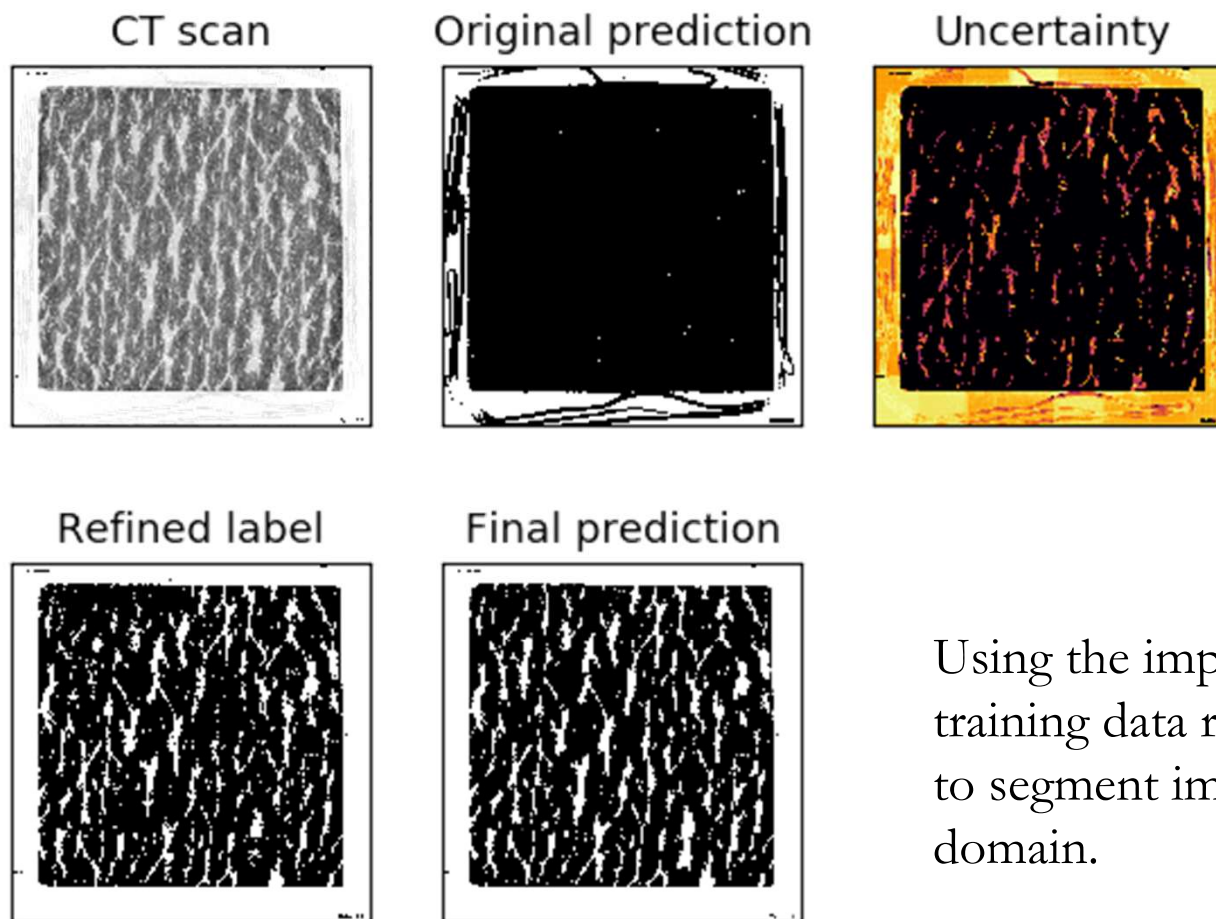 CT scan
Original prediction
Uncertainty
Refined label
Final prediction
Using the imp
training data r
to segment im
domain.